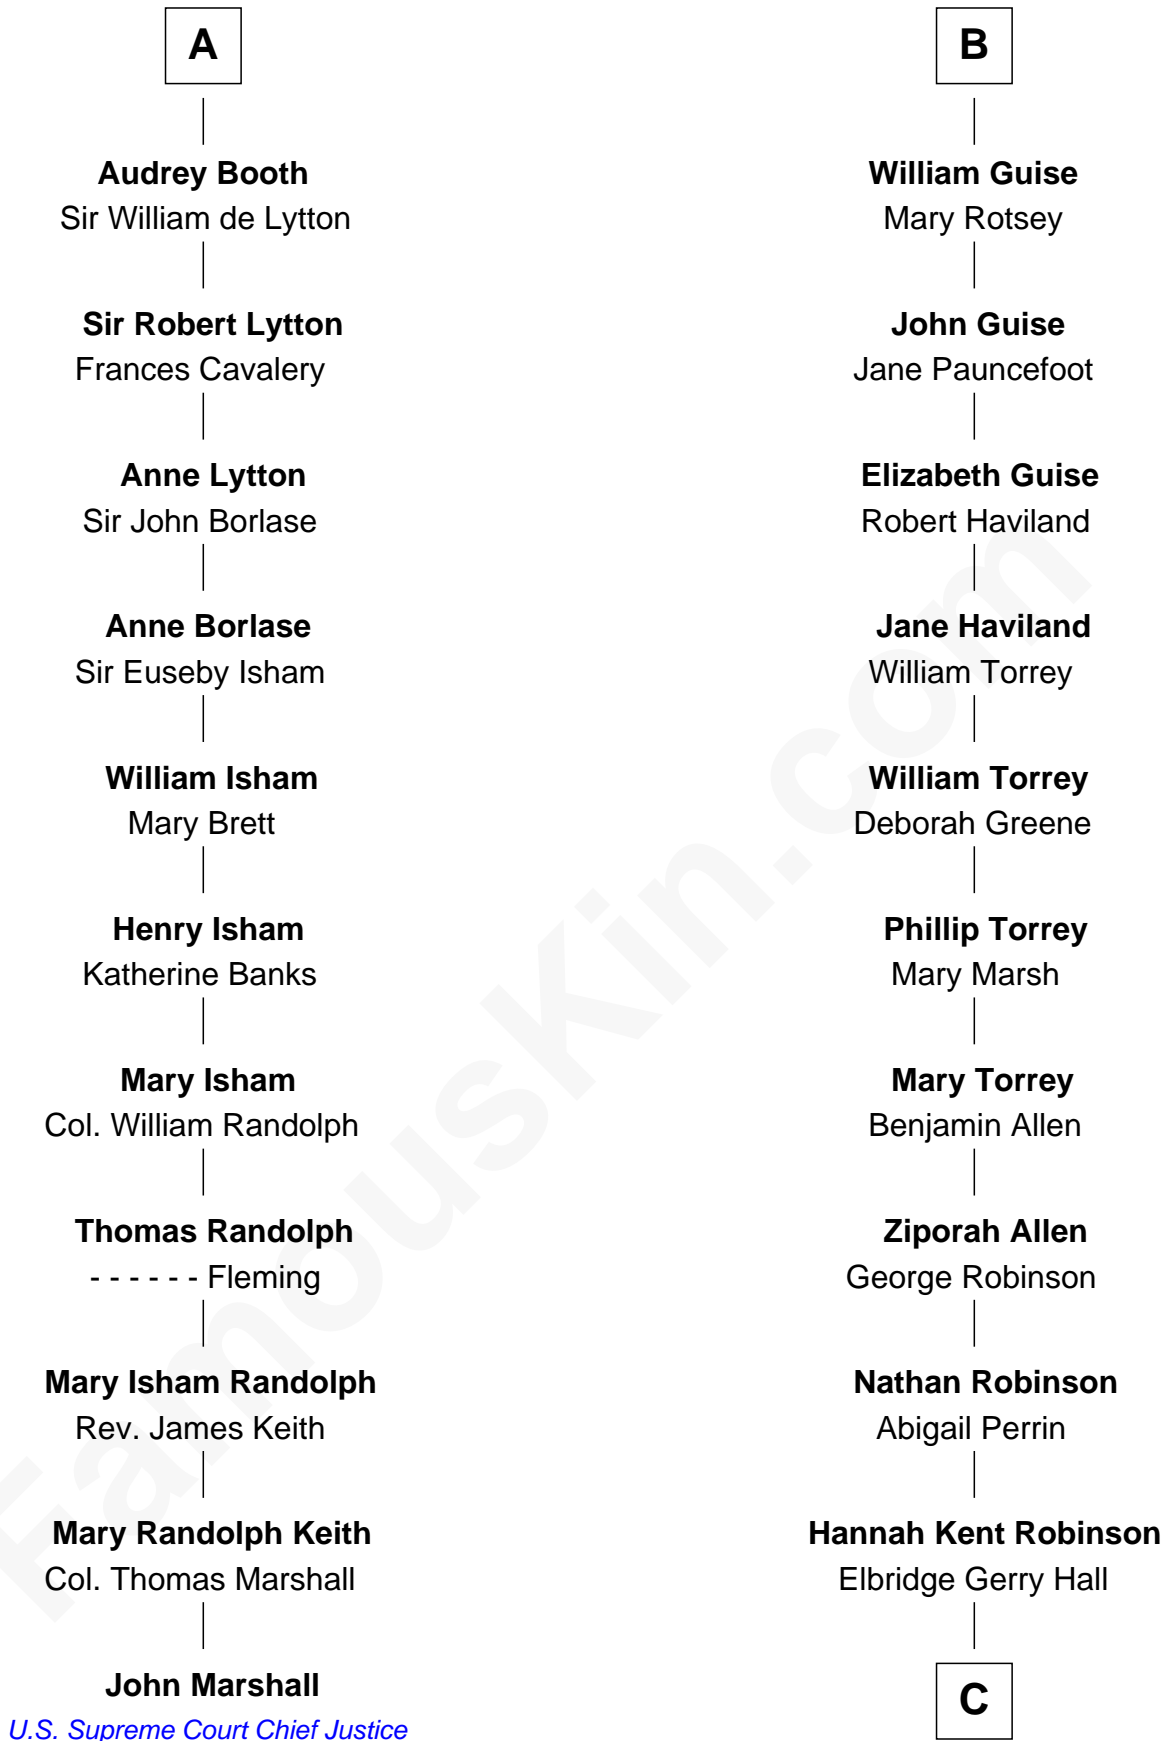 A
Audrey Booth
Sir William de Lytton
Sir Robert Lytton
Frances Cavalery
Anne Lytton
Sir John Borlase
Anne Borlase
Sir Euseby Isham
William Isham
Mary Brett
Henry Isham
Katherine Banks
Mary Isham
Col. William Randolph
Thomas Randolph
- - - - - - Fleming
Mary Isham Randolph
Rev. James Keith
Mary Randolph Keith
Col. Thomas Marshall
John Marshall
U.S. Supreme Court Chief Justice
B
William Guise
Mary Rotsey
John Guise
Jane Pauncefoot
Elizabeth Guise
Robert Haviland
Jane Haviland
William Torrey
William Torrey
Deborah Greene
Phillip Torrey
Mary Marsh
Mary Torrey
Benjamin Allen
Ziporah Allen
George Robinson
Nathan Robinson
Abigail Perrin
Hannah Kent Robinson
Elbridge Gerry Hall
C
FamousKin.com